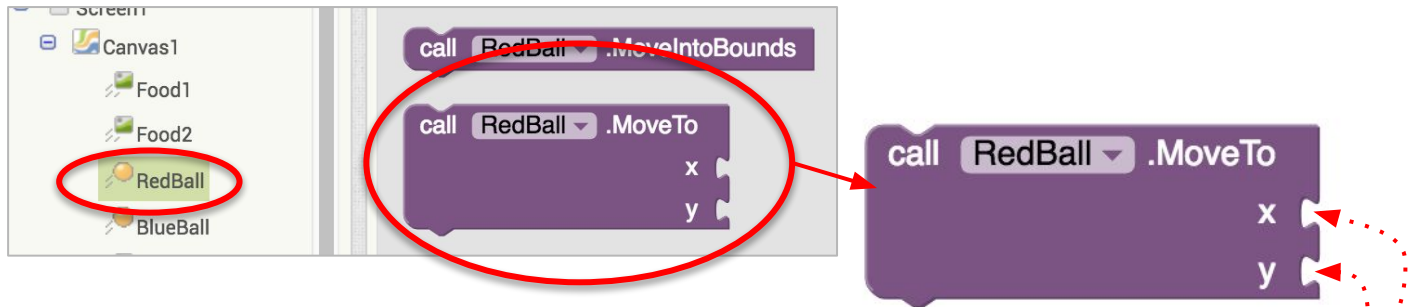 Screen1
Canvas1
Food1
Food2
RedBall
BlueBall
call RedBall .MoveIntoBounds
call RedBall .MoveTo
x
y
call RedBall .MoveTo
x
y